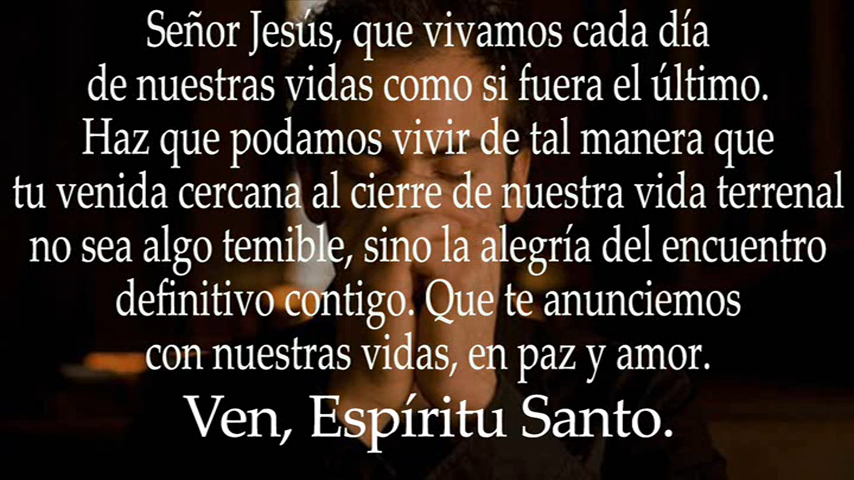 Señor Jesús, que vivamos cada día
de nuestras vidas como si fuera el último.
Haz que podamos vivir de tal manera que
tu venida cercana al cierre de nuestra vida terrenal
no sea algo temible, sino la alegría del encuentro
definitivo contigo. Que te anunciemos
con nuestras vidas, en paz y amor.
Ven, Espíritu Santo.